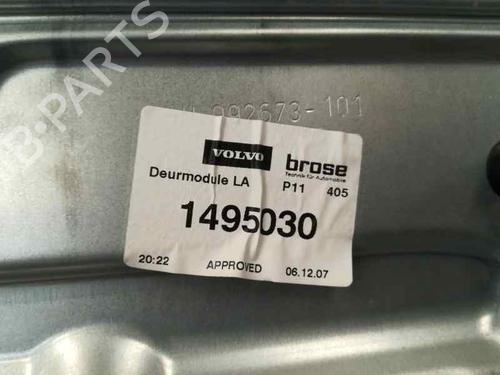 992673-101
VOLVO
brose
Technik für Automobile
Deurmodule LA
P11
405
1495030
20:22
APPROVED
06.12.07
B-PARTS